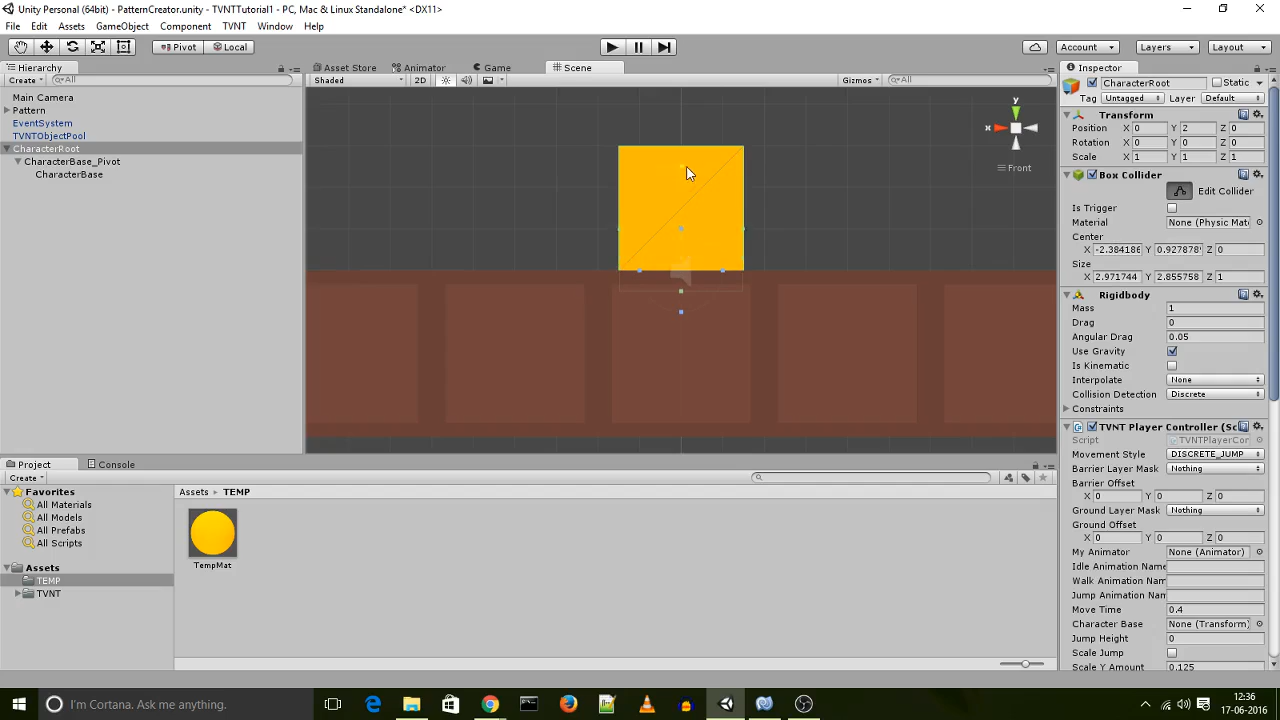 Unity Personal (64bit) - PatternCreator.unity - TVNTTutorial1 - PC, Mac & Linux Standalone* <DX11>
File Edit Assets GameObject Component TVNT Window Help
Pivot Local Account Layers Layout
Hierarchy Asset Store Animator Game Scene Inspector
Create All Shaded 2D Gizmos All CharacterRoot Static
Tag Untagged Layer Default
Main Camera
Pattern
EventSystem
TVNTObjectPool
CharacterRoot
CharacterBase_Pivot
CharacterBase
y
x
Front
Transform
Position X 0 Y 2 Z 0
Rotation X 0 Y 0 Z 0
Scale X 1 Y 1 Z 1
Box Collider
Edit Collider
Is Trigger
Material None (Physic Mat
Center
X -2.384186 Y 0.927878 Z 0
Size
X 2.971744 Y 2.855758 Z 1
Rigidbody
Mass 1
Drag 0
Angular Drag 0.05
Use Gravity
Is Kinematic
Interpolate None
Collision Detection Discrete
Constraints
TVNT Player Controller (Sc
Script TVNTPlayerCor
Movement Style DISCRETE_JUMP
Barrier Layer Mask Nothing
Barrier Offset
X 0 Y 0 Z 0
Ground Layer Mask Nothing
Ground Offset
X 0 Y 0 Z 0
My Animator None (Animator)
Idle Animation Name
Walk Animation Nam
Jump Animation Nam
Move Time 0.4
Character Base None (Transform)
Jump Height 0
Scale Jump
Scale Y Amount 0.125
Project Console
Create
Favorites
All Materials
All Models
All Prefabs
All Scripts
Assets
TEMP
TVNT
Assets TEMP
TempMat
I'm Cortana. Ask me anything.
12:36
17-06-2016